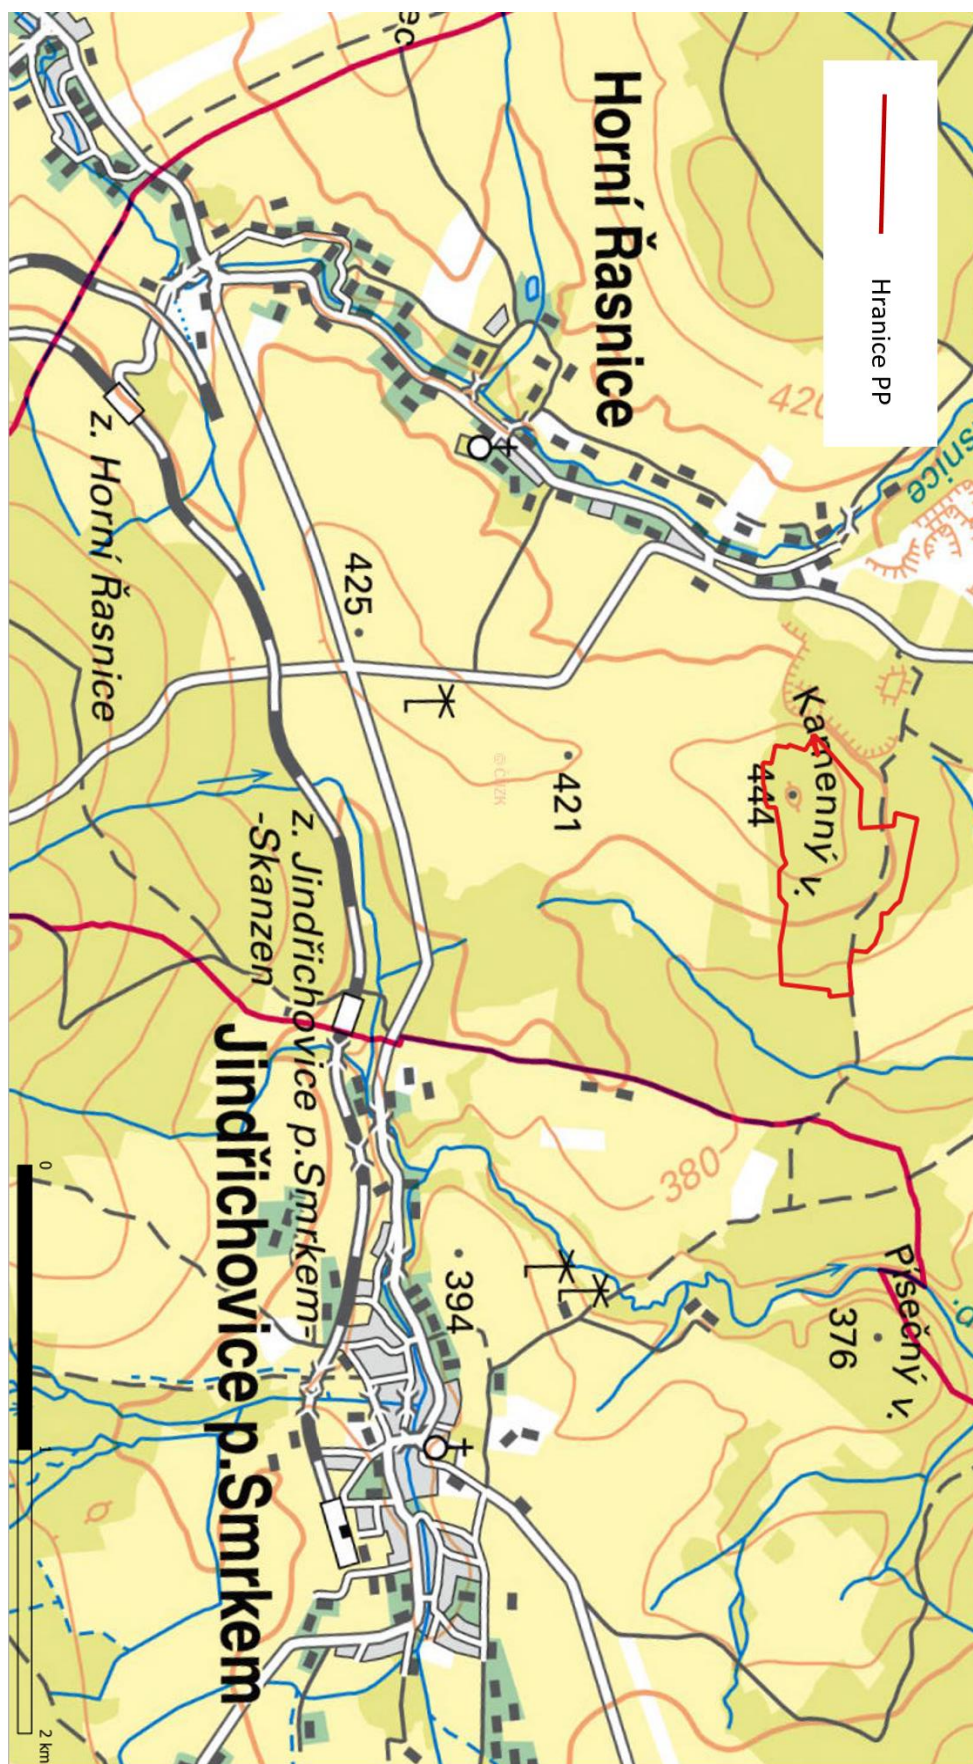 Hranice PP
Horní Řasnice
420
Kamenný v.
444
421
425
© ČÚZK
z. Horní Řasnice
z. Jindřichovice p.Smrkem=
-Skanzen
Jindřichovice p.Smrkem
380
394
Písečný v.
376
0
1
2 km